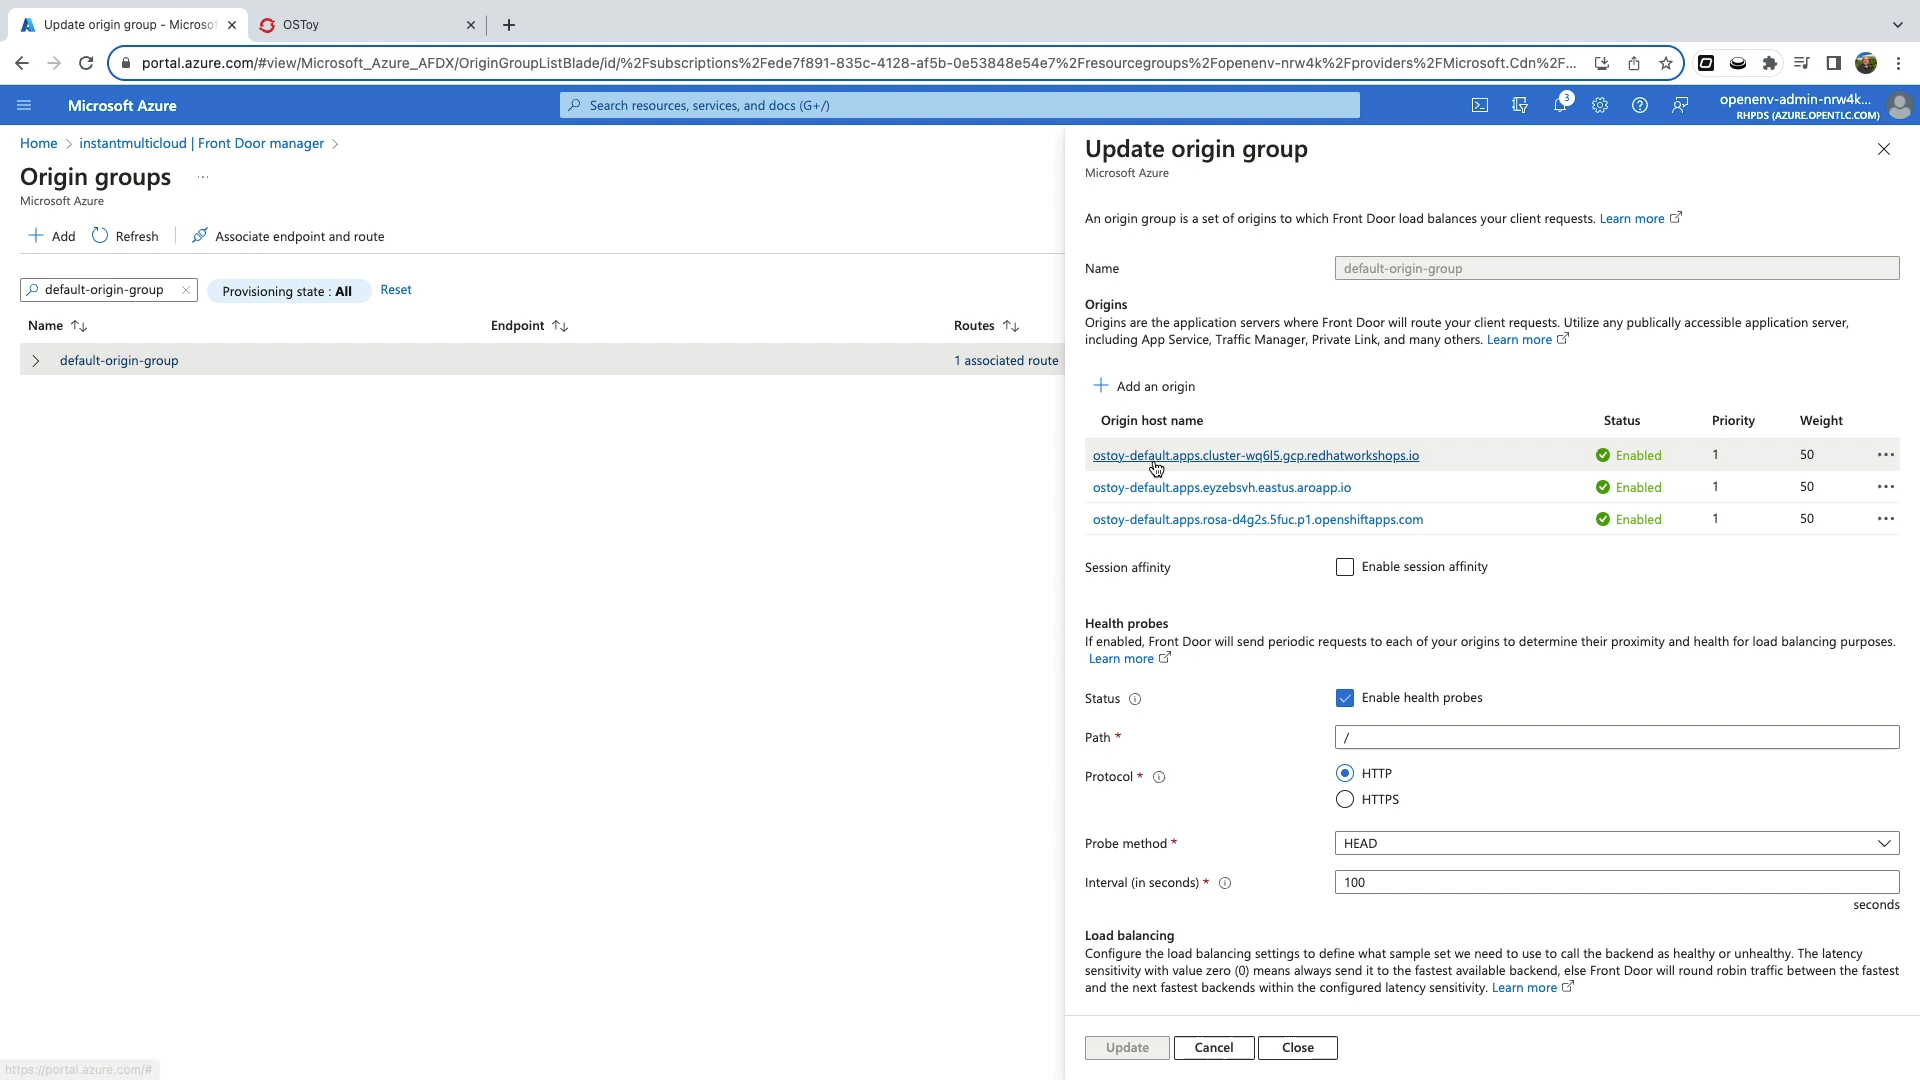 Update origin group - Microsof
OSToy
portal.azure.com/#view/Microsoft_Azure_AFDX/OriginGroupListBlade/id/%2Fsubscriptions%2Fede7f891-835c-4128-af5b-0e53848e54e7%2Fresourcegroups%2Fopenenv-nrw4k%2Fproviders%2FMicrosoft.Cdn%2F...
Microsoft Azure
Search resources, services, and docs (G+/)
3
openenv-admin-nrw4k...
RHPDS (AZURE.OPENTLC.COM)
Home > instantmulticloud | Front Door manager >
Origin groups ...
Microsoft Azure
Add
Refresh
Associate endpoint and route
default-origin-group
Provisioning state : All
Reset
Name
Endpoint
Routes
default-origin-group
1 associated route
Update origin group
Microsoft Azure
An origin group is a set of origins to which Front Door load balances your client requests. Learn more
Name
default-origin-group
Origins
Origins are the application servers where Front Door will route your client requests. Utilize any publically accessible application server,
including App Service, Traffic Manager, Private Link, and many others. Learn more
Add an origin
Origin host name Status Priority Weight
ostoy-default.apps.cluster-wq6l5.gcp.redhatworkshops.io Enabled 1 50
ostoy-default.apps.eyzebsvh.eastus.aroapp.io Enabled 1 50
ostoy-default.apps.rosa-d4g2s.5fuc.p1.openshiftapps.com Enabled 1 50
Session affinity
Enable session affinity
Health probes
If enabled, Front Door will send periodic requests to each of your origins to determine their proximity and health for load balancing purposes.
Learn more
Status
Enable health probes
Path *
/
Protocol *
HTTP
HTTPS
Probe method *
HEAD
Interval (in seconds) *
100
seconds
Load balancing
Configure the load balancing settings to define what sample set we need to use to call the backend as healthy or unhealthy. The latency
sensitivity with value zero (0) means always send it to the fastest available backend, else Front Door will round robin traffic between the fastest
and the next fastest backends within the configured latency sensitivity. Learn more
Update
Cancel
Close
https://portal.azure.com/#